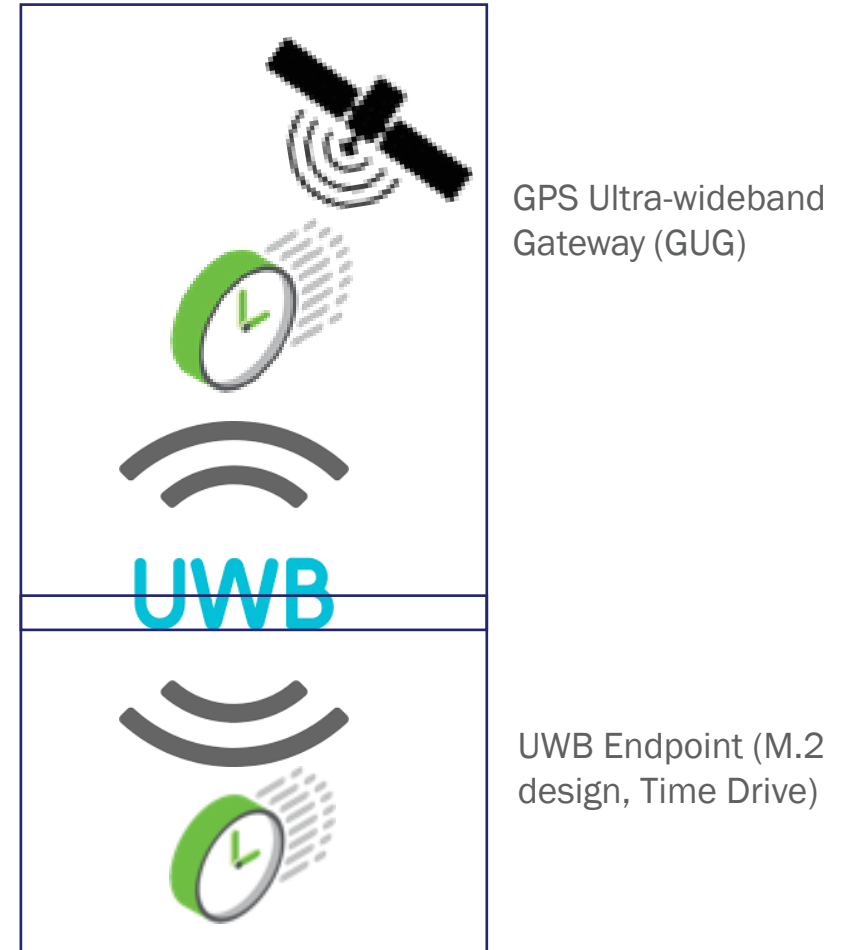 GPS Ultra-wideband
Gateway (GUG)
UWB
UWB Endpoint (M.2
design, Time Drive)